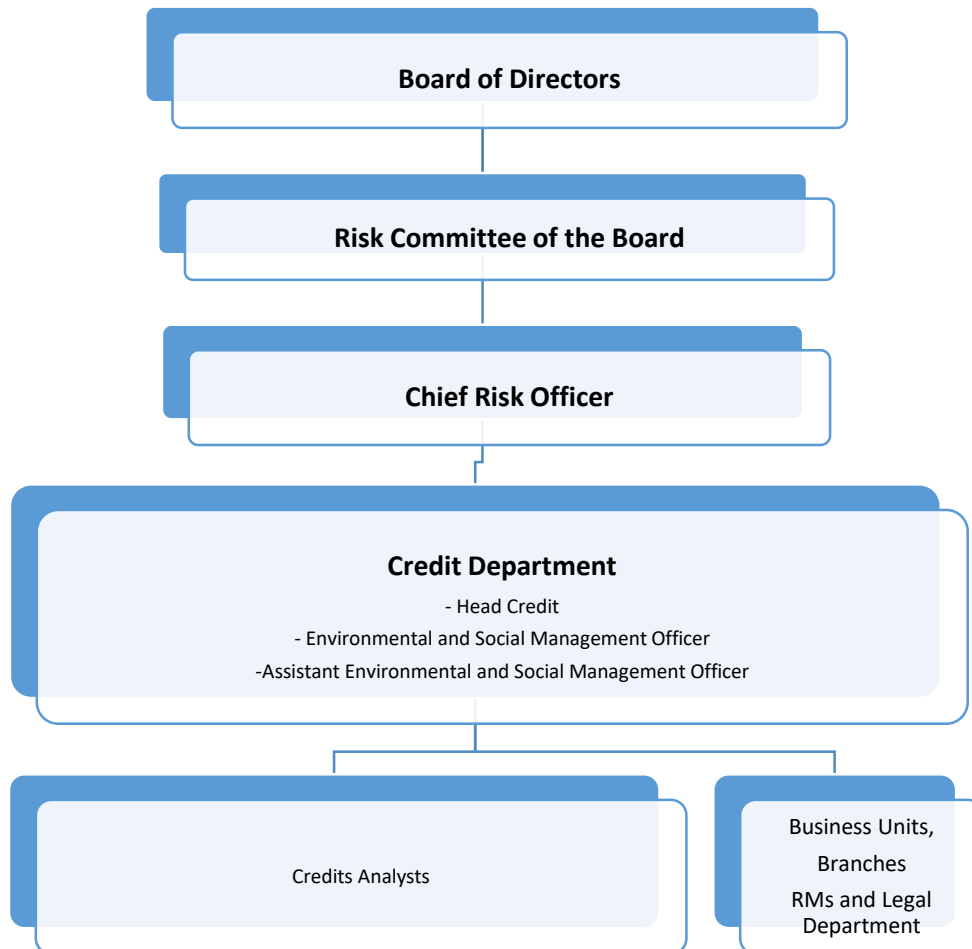 Board of Directors
Risk Committee of the Board
Chief Risk Officer
Credit Department
- Head Credit
- Environmental and Social Management Officer
-Assistant Environmental and Social Management Officer
Credits Analysts
Business Units,
Branches
RMs and Legal
Department